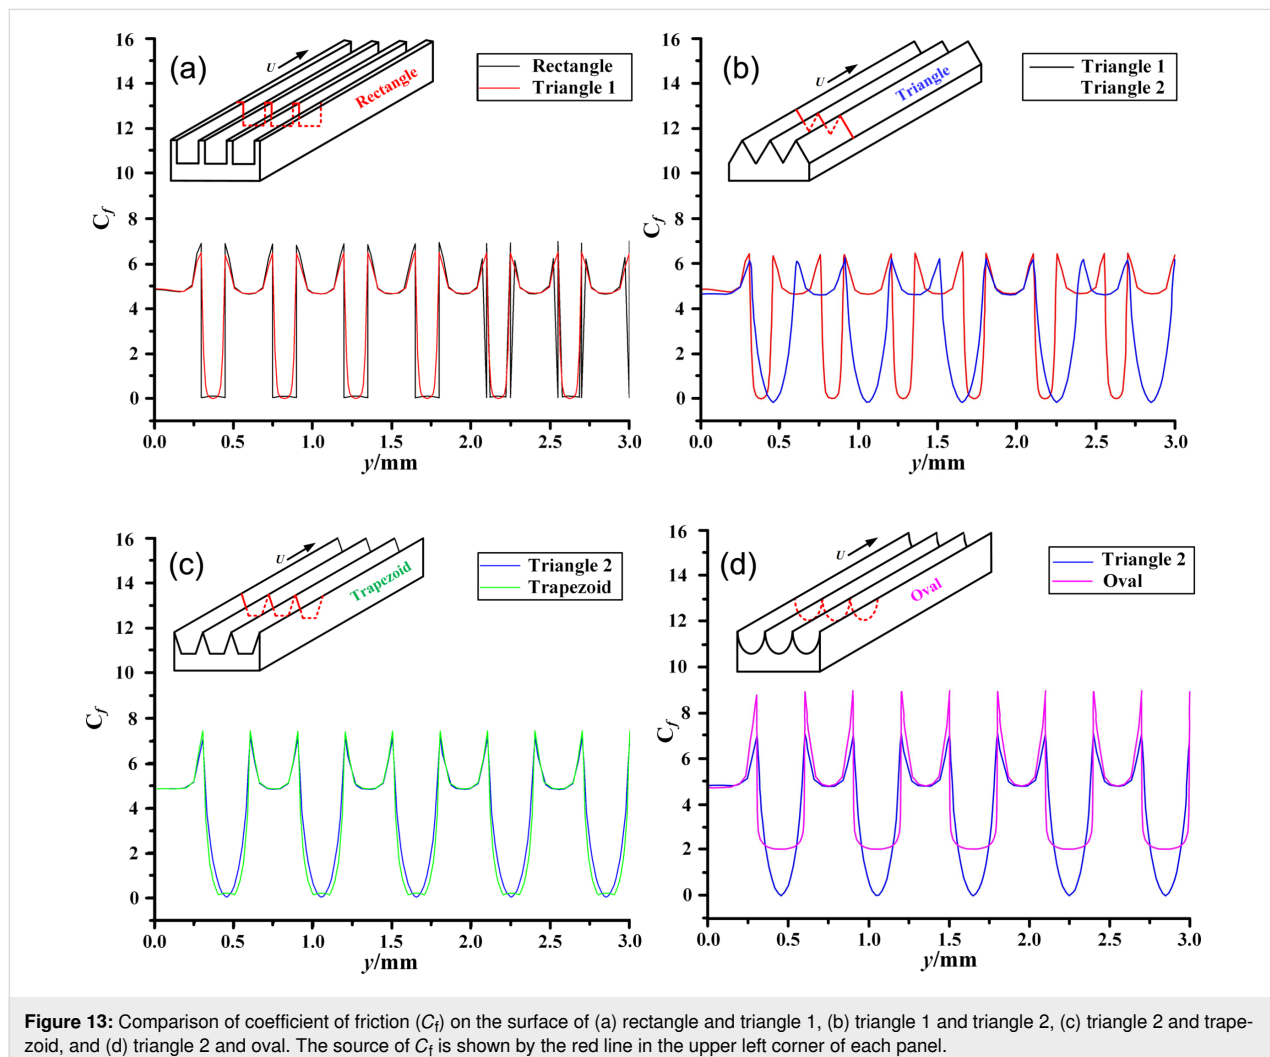 (a)
U
Rectangle
Rectangle
Triangle 1
16
14
12
10
8
6
4
2
0
Cf
0.0 0.5 1.0 1.5 2.0 2.5 3.0
y/mm
(b)
U
Triangle
Triangle 1
Triangle 2
16
14
12
10
8
6
4
2
0
Cf
0.0 0.5 1.0 1.5 2.0 2.5 3.0
y/mm
(c)
U
Trapezoid
Triangle 2
Trapezoid
16
14
12
10
8
6
4
2
0
Cf
0.0 0.5 1.0 1.5 2.0 2.5 3.0
y/mm
(d)
U
Oval
Triangle 2
Oval
16
14
12
10
8
6
4
2
0
Cf
0.0 0.5 1.0 1.5 2.0 2.5 3.0
y/mm
Figure 13: Comparison of coefficient of friction (Cf) on the surface of (a) rectangle and triangle 1, (b) triangle 1 and triangle 2, (c) triangle 2 and trape-
zoid, and (d) triangle 2 and oval. The source of Cf is shown by the red line in the upper left corner of each panel.